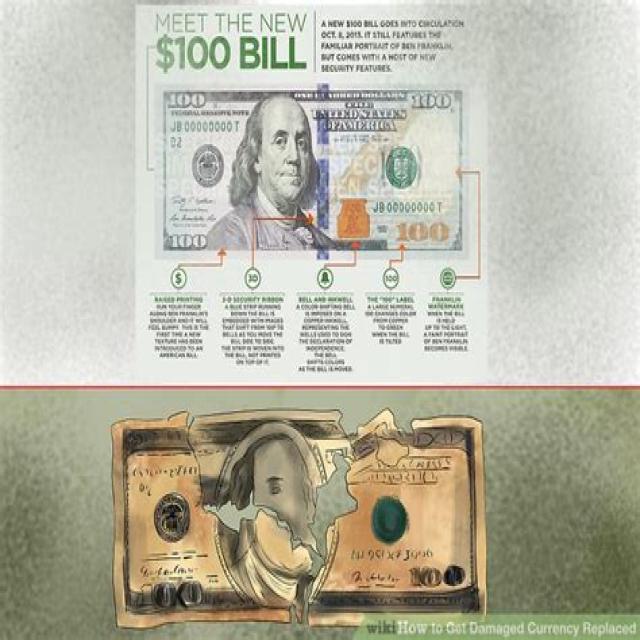 MEET THE NEW
$100 BILL
A NEW $100 BILL GOES INTO CIRCULATION
OCT. 8, 2013. IT STILL FEATURES THE
FAMILIAR PORTRAIT OF BEN FRANKLIN,
BUT COMES WITH A HOST OF NEW
SECURITY FEATURES.
100
ONE HUNDRED DOLLARS
100
FEDERAL RESERVE NOTE
THE
UNITED STATES
OF AMERICA
JB 00000000 T
D2
JB 00000000 T
100
100
$
3D
100
RAISED PRINTING
RUN YOUR FINGER
ALONG BEN FRANKLIN'S
SHOULDER AND IT WILL
FEEL BUMPY. THIS IS THE
FIRST TIME A NEW
TEXTURE HAS BEEN
INTRODUCED TO AN
AMERICAN BILL
3-D SECURITY RIBBON
A BLUE STRIP RUNNING
DOWN THE BILL IS
EMBEDDED WITH IMAGES
THAT SHIFT FROM 100S TO
BELLS AS YOU MOVE THE
BILL SIDE TO SIDE.
THE STRIP IS WOVEN INTO
THE BILL, NOT PRINTED
ON TOP OF IT.
BELL AND INKWELL
A COLOR-SHIFTING BELL
IS IMPOSED ON A
COPPER INKWELL,
REPRESENTING THE
WELLS USED TO SIGN
THE DECLARATION OF
INDEPENDENCE.
THE BELL
SHIFTS COLORS
AS THE BILL IS MOVED.
THE "100" LABEL
A LARGE NUMERAL
100 CHANGES COLOR
FROM COPPER
TO GREEN
WHEN THE BILL
IS TILTED
FRANKLIN
WATERMARK
WHEN THE BILL
IS HELD
UP TO THE LIGHT,
A FAINT PORTRAIT
OF BEN FRANKLIN
BECOMES VISIBLE.
100
100
wikiHow to Get Damaged Currency Replaced